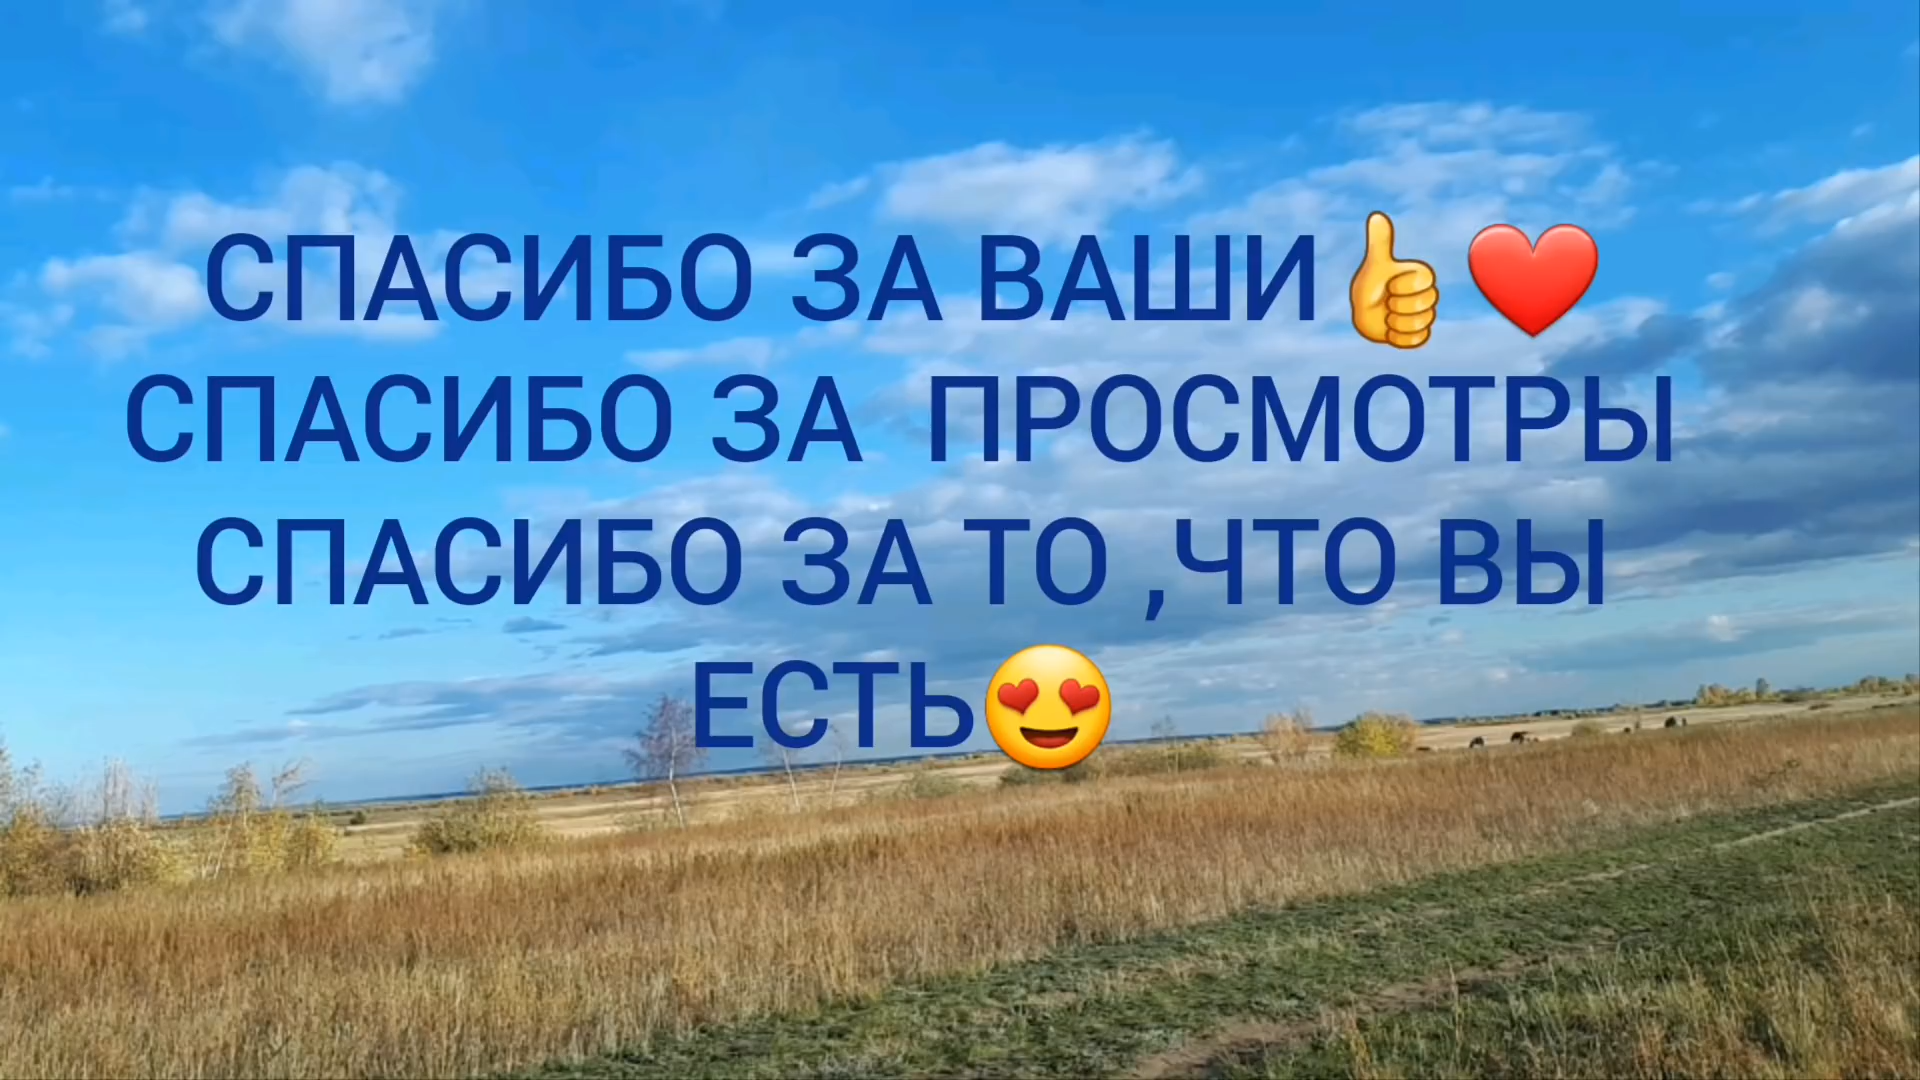 СПАСИБО ЗА ВАШИ👍❤️
СПАСИБО ЗА  ПРОСМОТРЫ
СПАСИБО ЗА ТО ,ЧТО ВЫ
ЕСТЬ😍